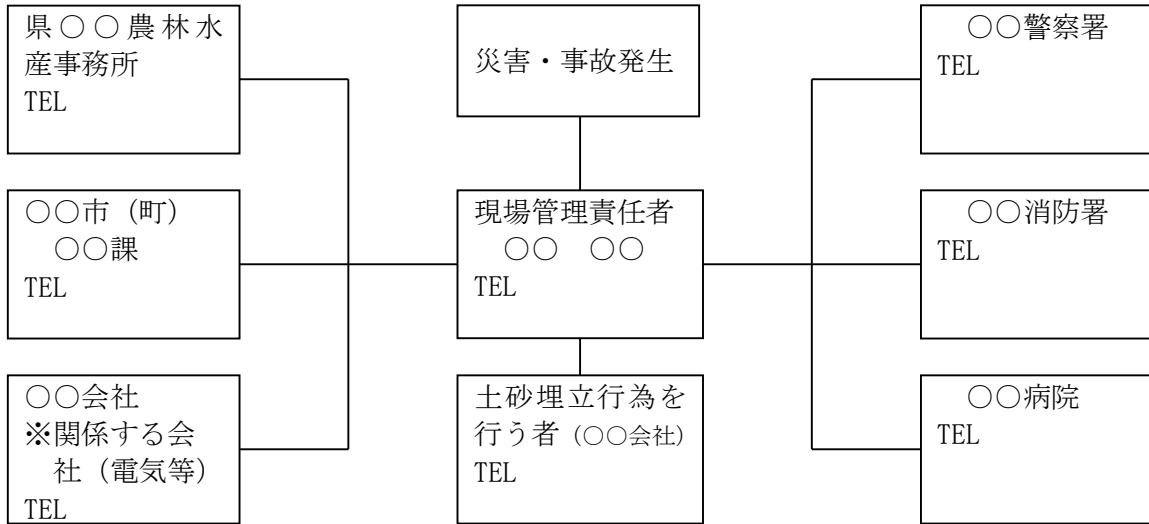 県○○農林水
産事務所
TEL
災害・事故発生
○○警察署
TEL
○○市（町）
○○課
TEL
現場管理責任者
○○　○○
TEL
○○消防署
TEL
○○会社
※関係する会
社（電気等）
TEL
土砂埋立行為を
行う者（○○会社）
TEL
○○病院
TEL